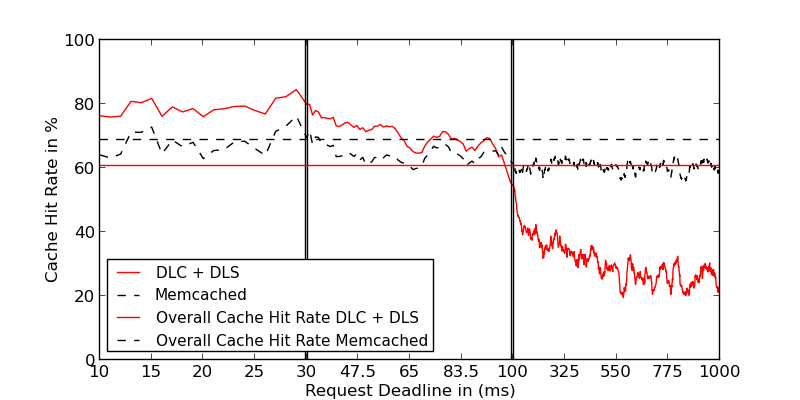 100
80
60
40
20
0
Cache Hit Rate in %
DLC + DLS
Memcached
Overall Cache Hit Rate DLC + DLS
Overall Cache Hit Rate Memcached
10 15 20 25 30 47.5 65 83.5 100 325 550 775 1000
Request Deadline in (ms)